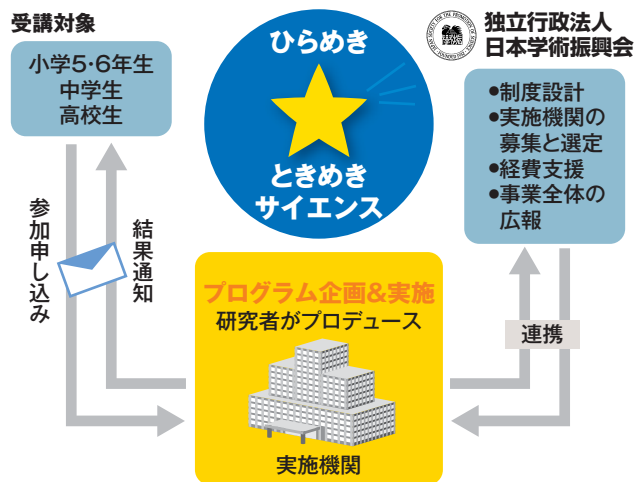 受講対象
小学5・6年生
中学生
高校生
ひらめき
ときめき
サイエンス
独立行政法人
日本学術振興会
●制度設計
●実施機関の
募集と選定
●経費支援
●事業全体の
広報
参加申し込み
結果通知
プログラム企画&実施
研究者がプロデュース
実施機関
連携